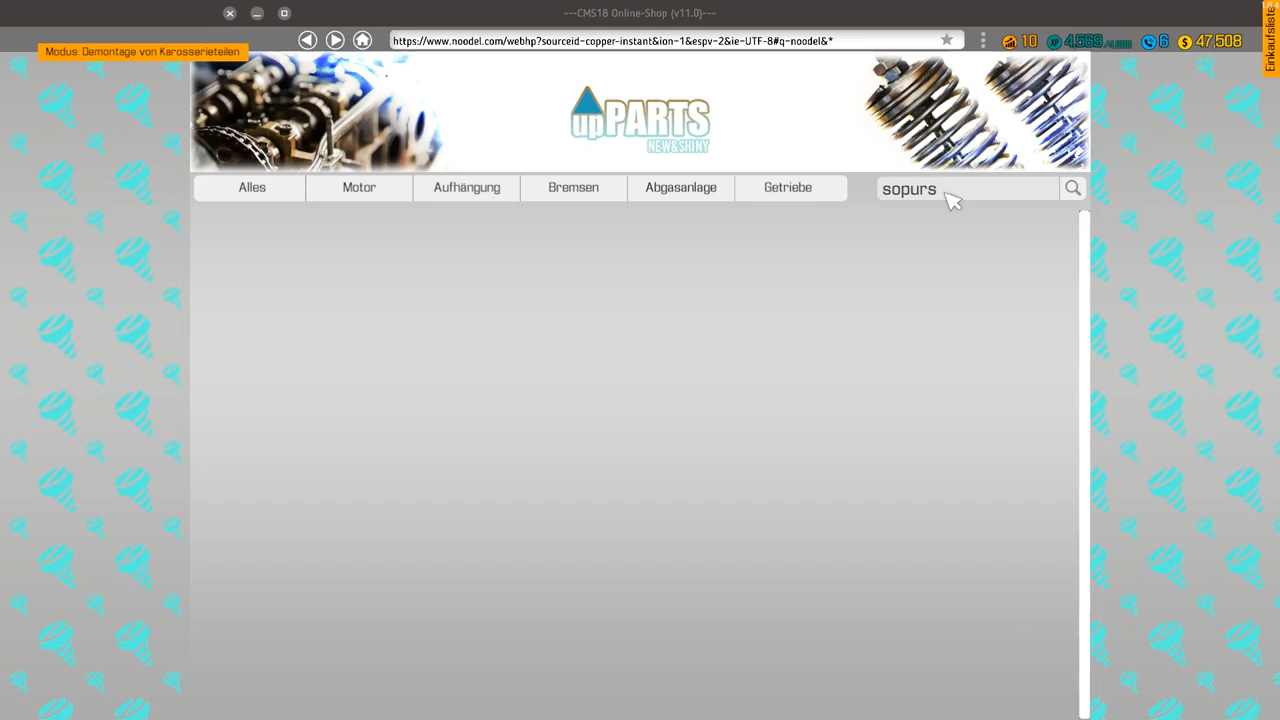 ---CMS18 Online-Shop (v11.0)---
Modus: Demontage von Karosserieteilen
https://www.noodel.com/webhp?sourceid-copper-instant&ion-1&espv-2&ie-UTF-8#q-noodel&*
10
XP 4,569
6
$ 47,508
Einkaufsliste
upPARTS
NEW&SHINY
Alles
Motor
Aufhängung
Bremsen
Abgasanlage
Getriebe
sopurs